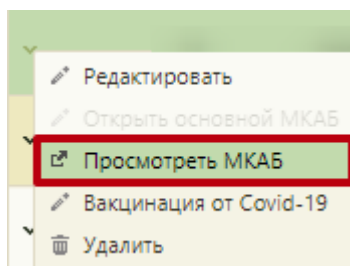 Редактировать
Открыть основной МКАБ
Просмотреть МКАБ
Вакцинация от Covid-19
Удалить